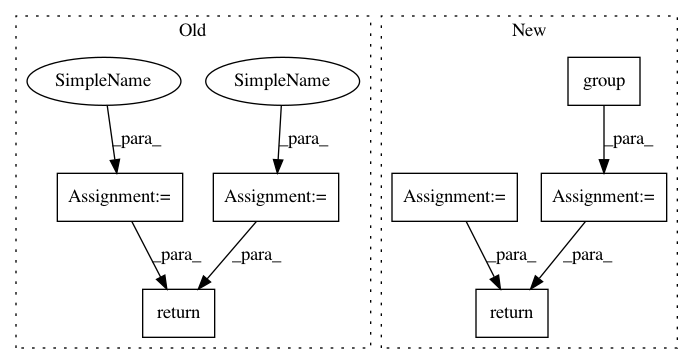 Old
New
SimpleName
SimpleName
group
_para_
_para_
_para_
Assignment:=
Assignment:=
Assignment:=
Assignment:=
_para_
_para_
_para_
_para_
return
return